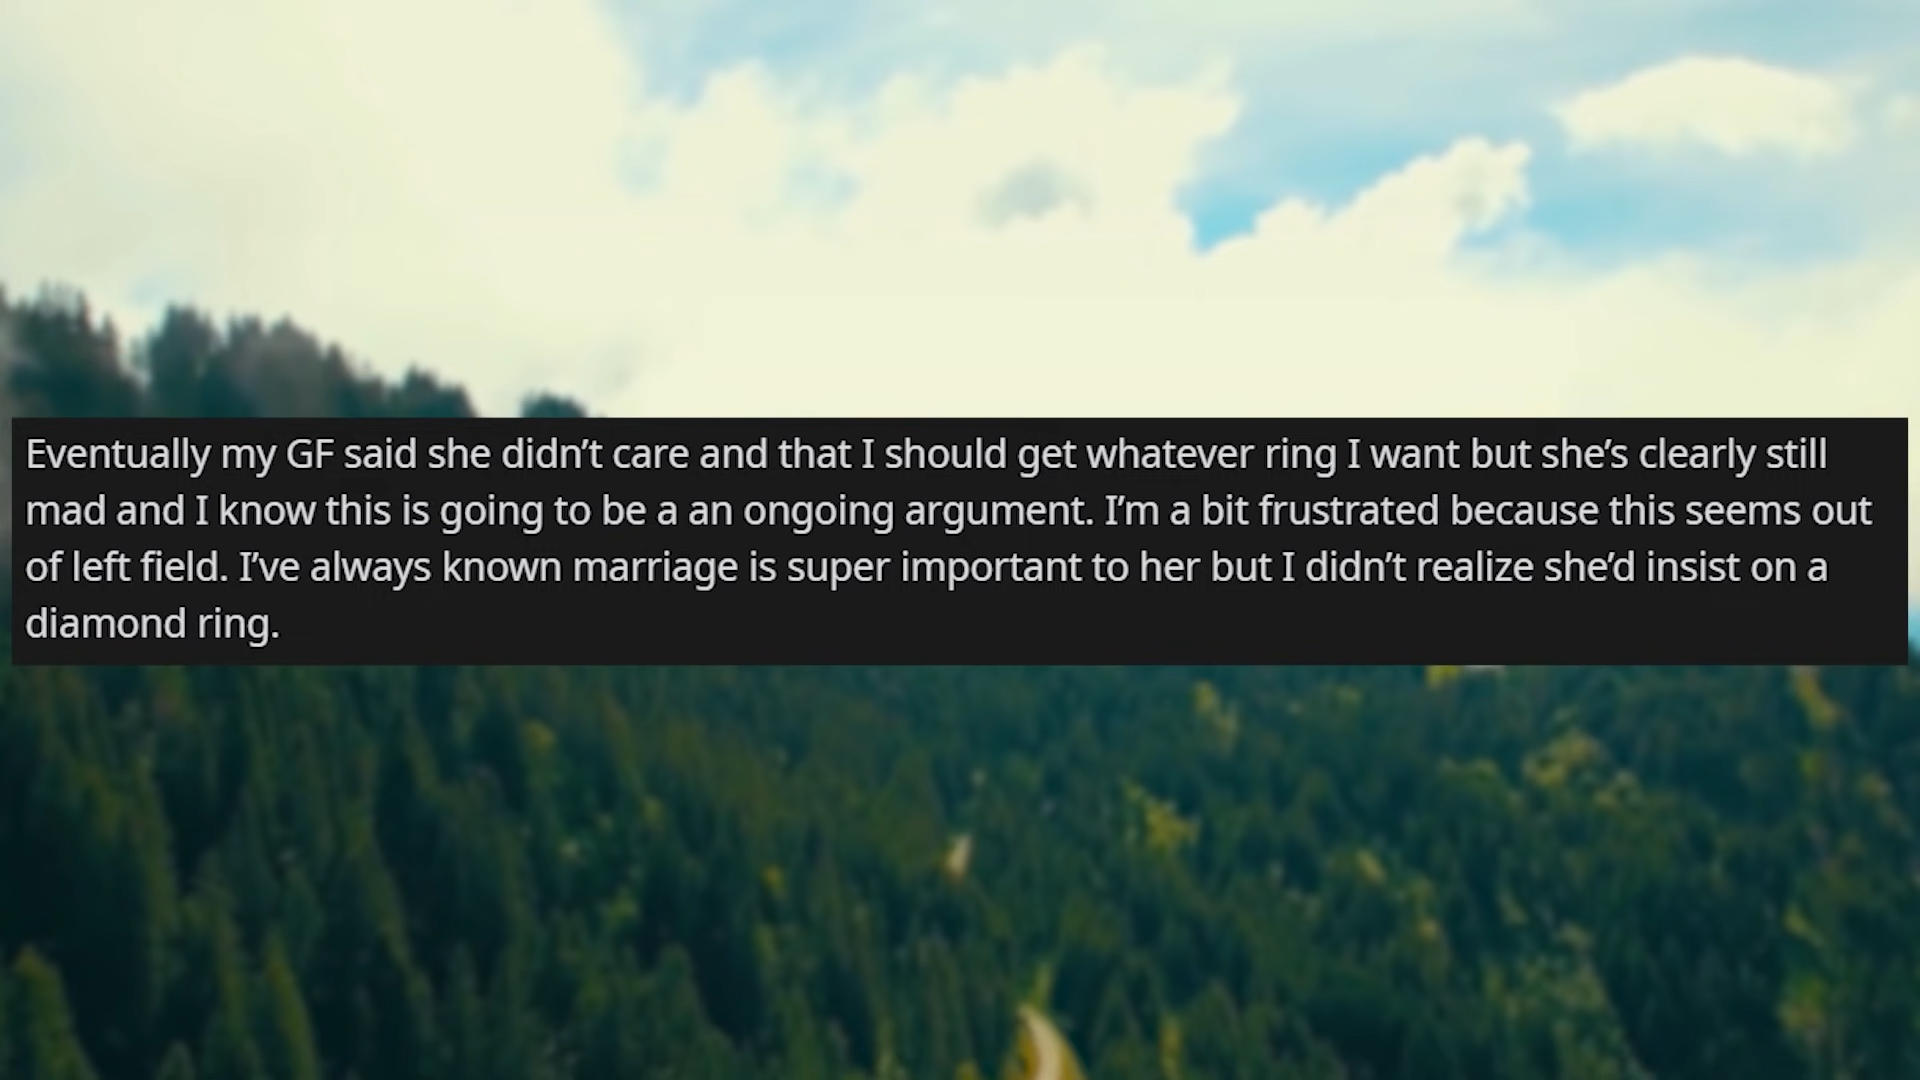 Eventually my GF said she didn’t care and that I should get whatever ring I want but she’s clearly still
mad and I know this is going to be a an ongoing argument. I’m a bit frustrated because this seems out
of left field. I’ve always known marriage is super important to her but I didn’t realize she’d insist on a
diamond ring.